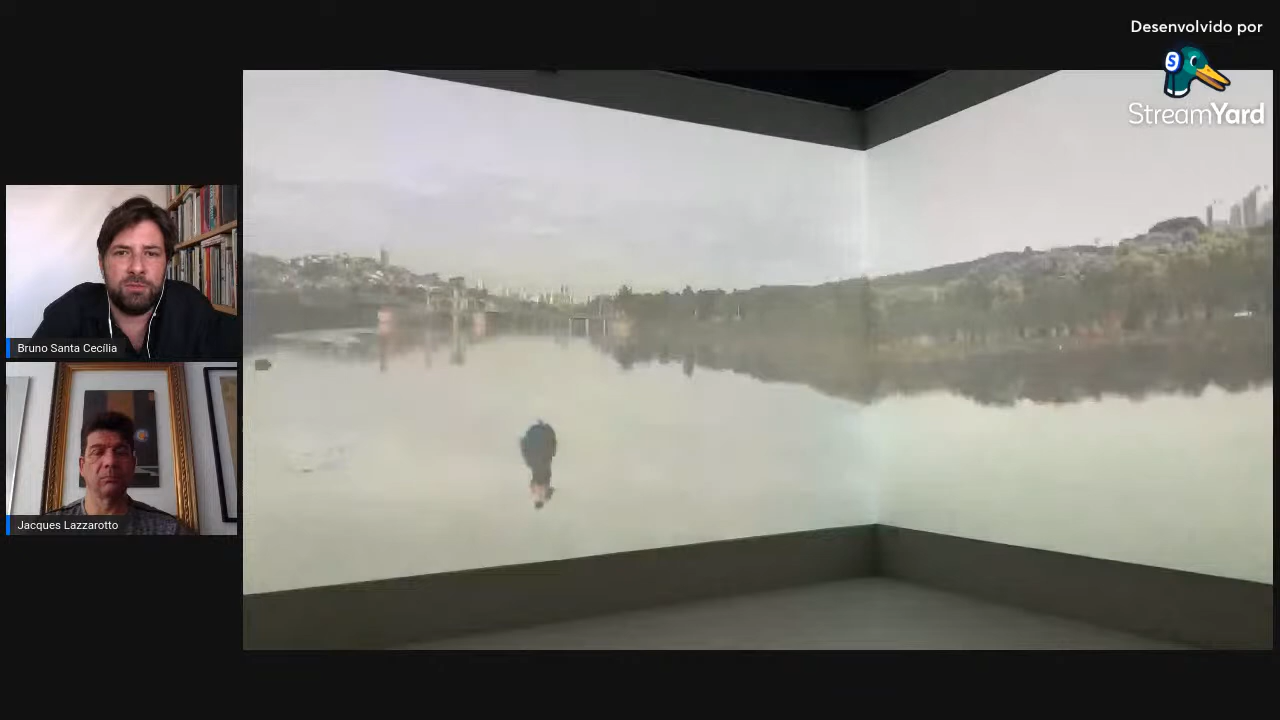 Desenvolvido por
StreamYard
Bruno Santa Cecília
Jacques Lazzarotto